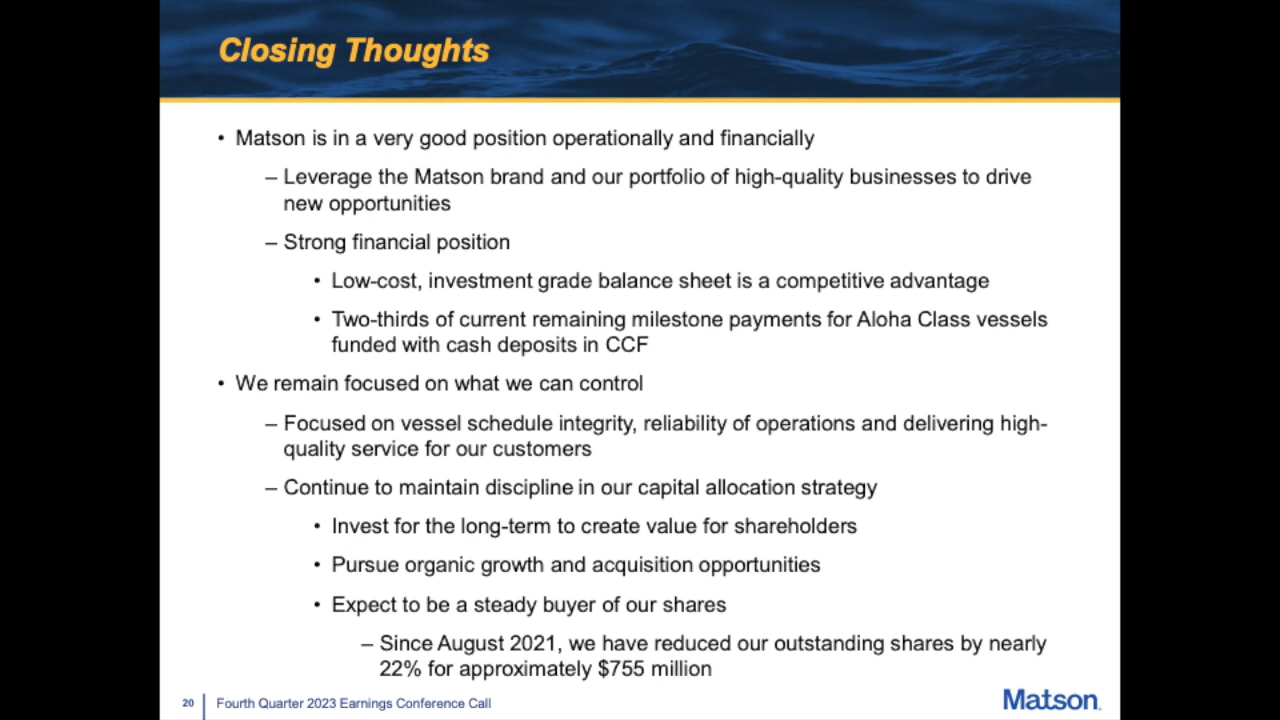 Closing Thoughts
• Matson is in a very good position operationally and financially
– Leverage the Matson brand and our portfolio of high-quality businesses to drive
new opportunities
– Strong financial position
• Low-cost, investment grade balance sheet is a competitive advantage
• Two-thirds of current remaining milestone payments for Aloha Class vessels
funded with cash deposits in CCF
• We remain focused on what we can control
– Focused on vessel schedule integrity, reliability of operations and delivering high-
quality service for our customers
– Continue to maintain discipline in our capital allocation strategy
• Invest for the long-term to create value for shareholders
• Pursue organic growth and acquisition opportunities
• Expect to be a steady buyer of our shares
– Since August 2021, we have reduced our outstanding shares by nearly
22% for approximately $755 million
20 Fourth Quarter 2023 Earnings Conference Call
Matson